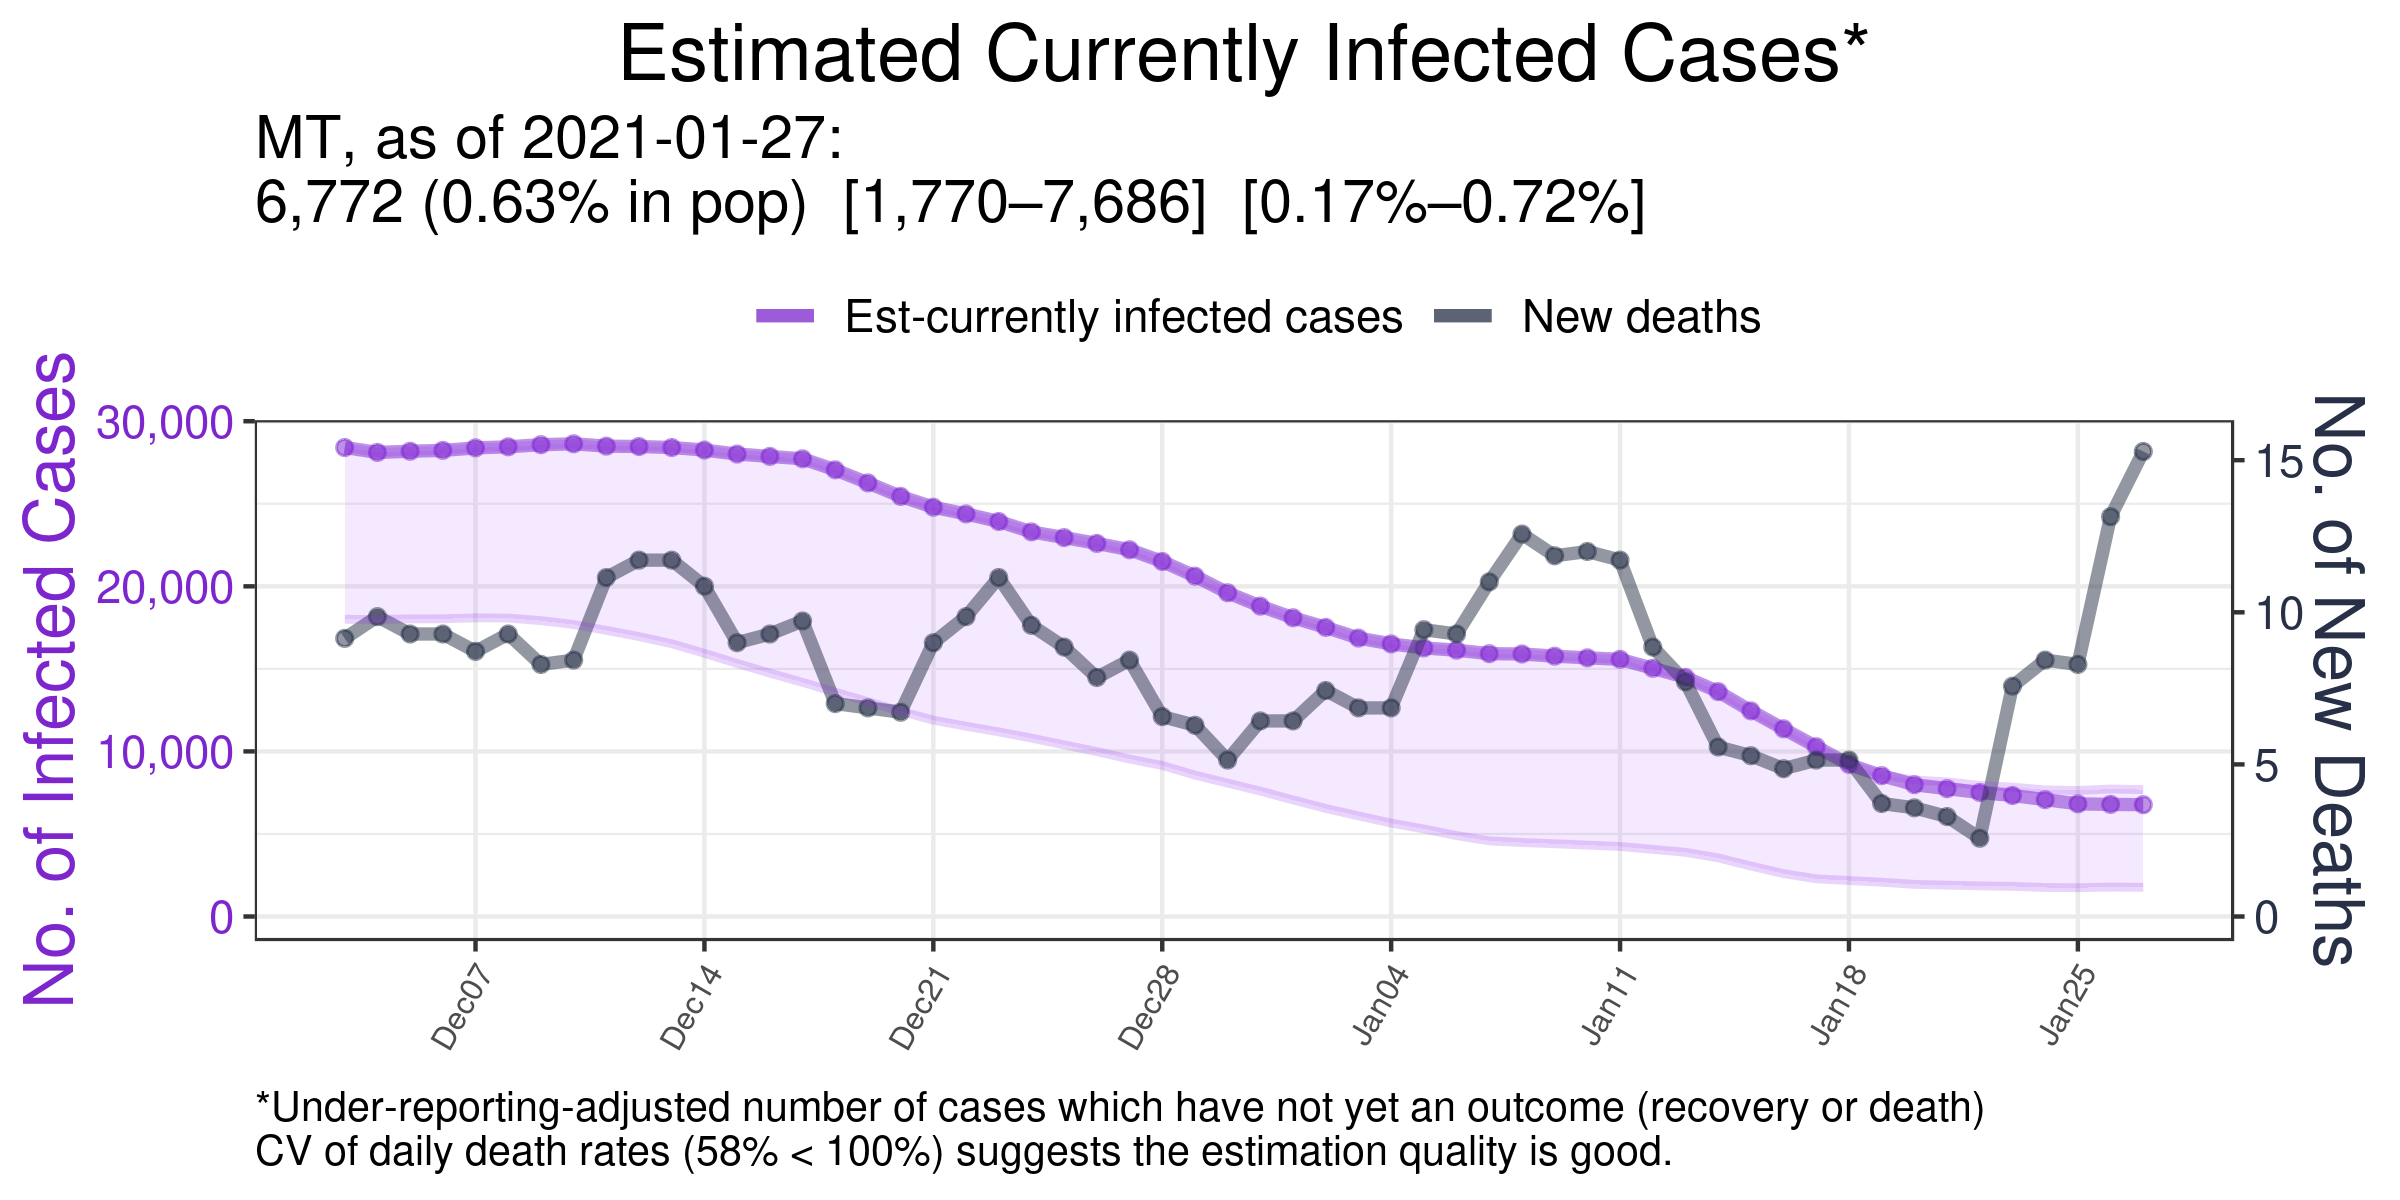 Estimated Currently Infected Cases*
MT, as of 2021-01-27:
6,772 (0.63% in pop)  [1,770–7,686]  [0.17%–0.72%]
Est-currently infected cases
New deaths
No. of Infected Cases
30,000
20,000
10,000
0
15
10
5
0
No. of New Deaths
Dec07
Dec14
Dec21
Dec28
Jan04
Jan11
Jan18
Jan25
*Under-reporting-adjusted number of cases which have not yet an outcome (recovery or death)
CV of daily death rates (58% < 100%) suggests the estimation quality is good.